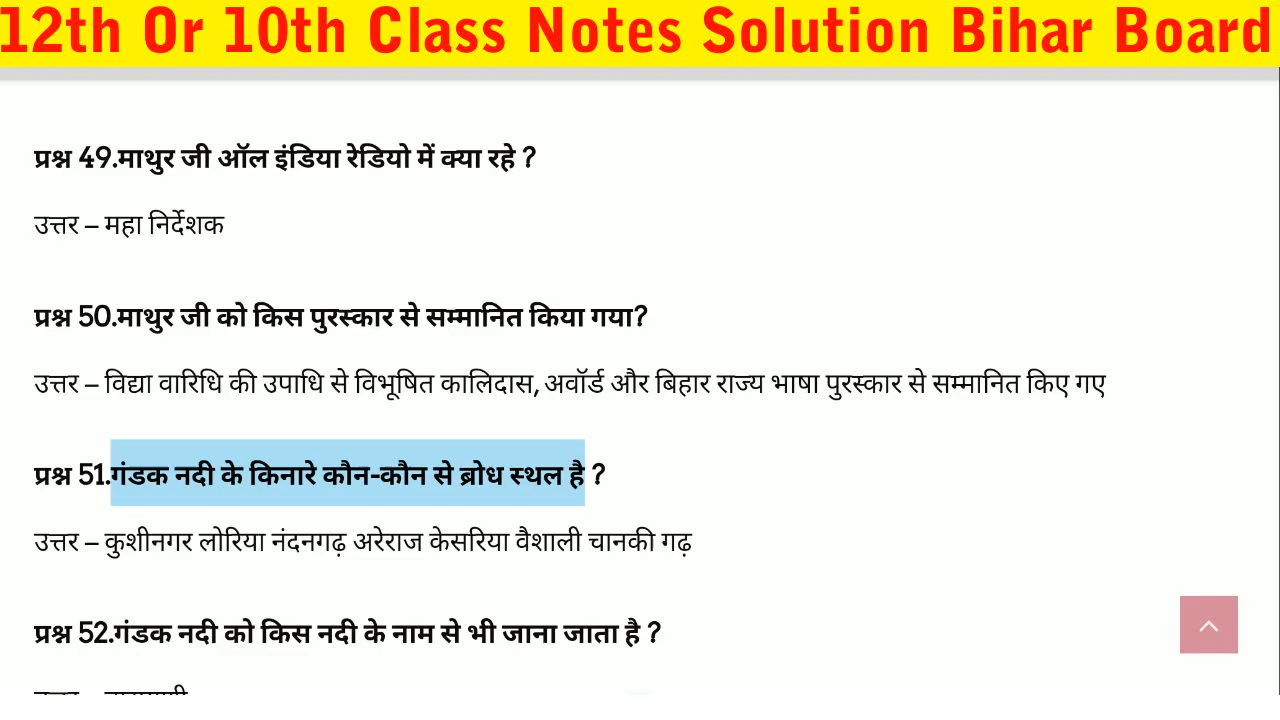 12th Or 10th Class Notes Solution Bihar Board
प्रश्न 49.माथुर जी ऑल इंडिया रेडियो में क्या रहे ?
उत्तर – महा निर्देशक
प्रश्न 50.माथुर जी को किस पुरस्कार से सम्मानित किया गया?
उत्तर – विद्या वारिधि की उपाधि से विभूषित कालिदास, अवॉर्ड और बिहार राज्य भाषा पुरस्कार से सम्मानित किए गए
प्रश्न 51.गंडक नदी के किनारे कौन-कौन से ब्रोध स्थल है ?
उत्तर – कुशीनगर लोरिया नंदनगढ़ अरेराज केसरिया वैशाली चानकी गढ़
प्रश्न 52.गंडक नदी को किस नदी के नाम से भी जाना जाता है ?
उत्तर –